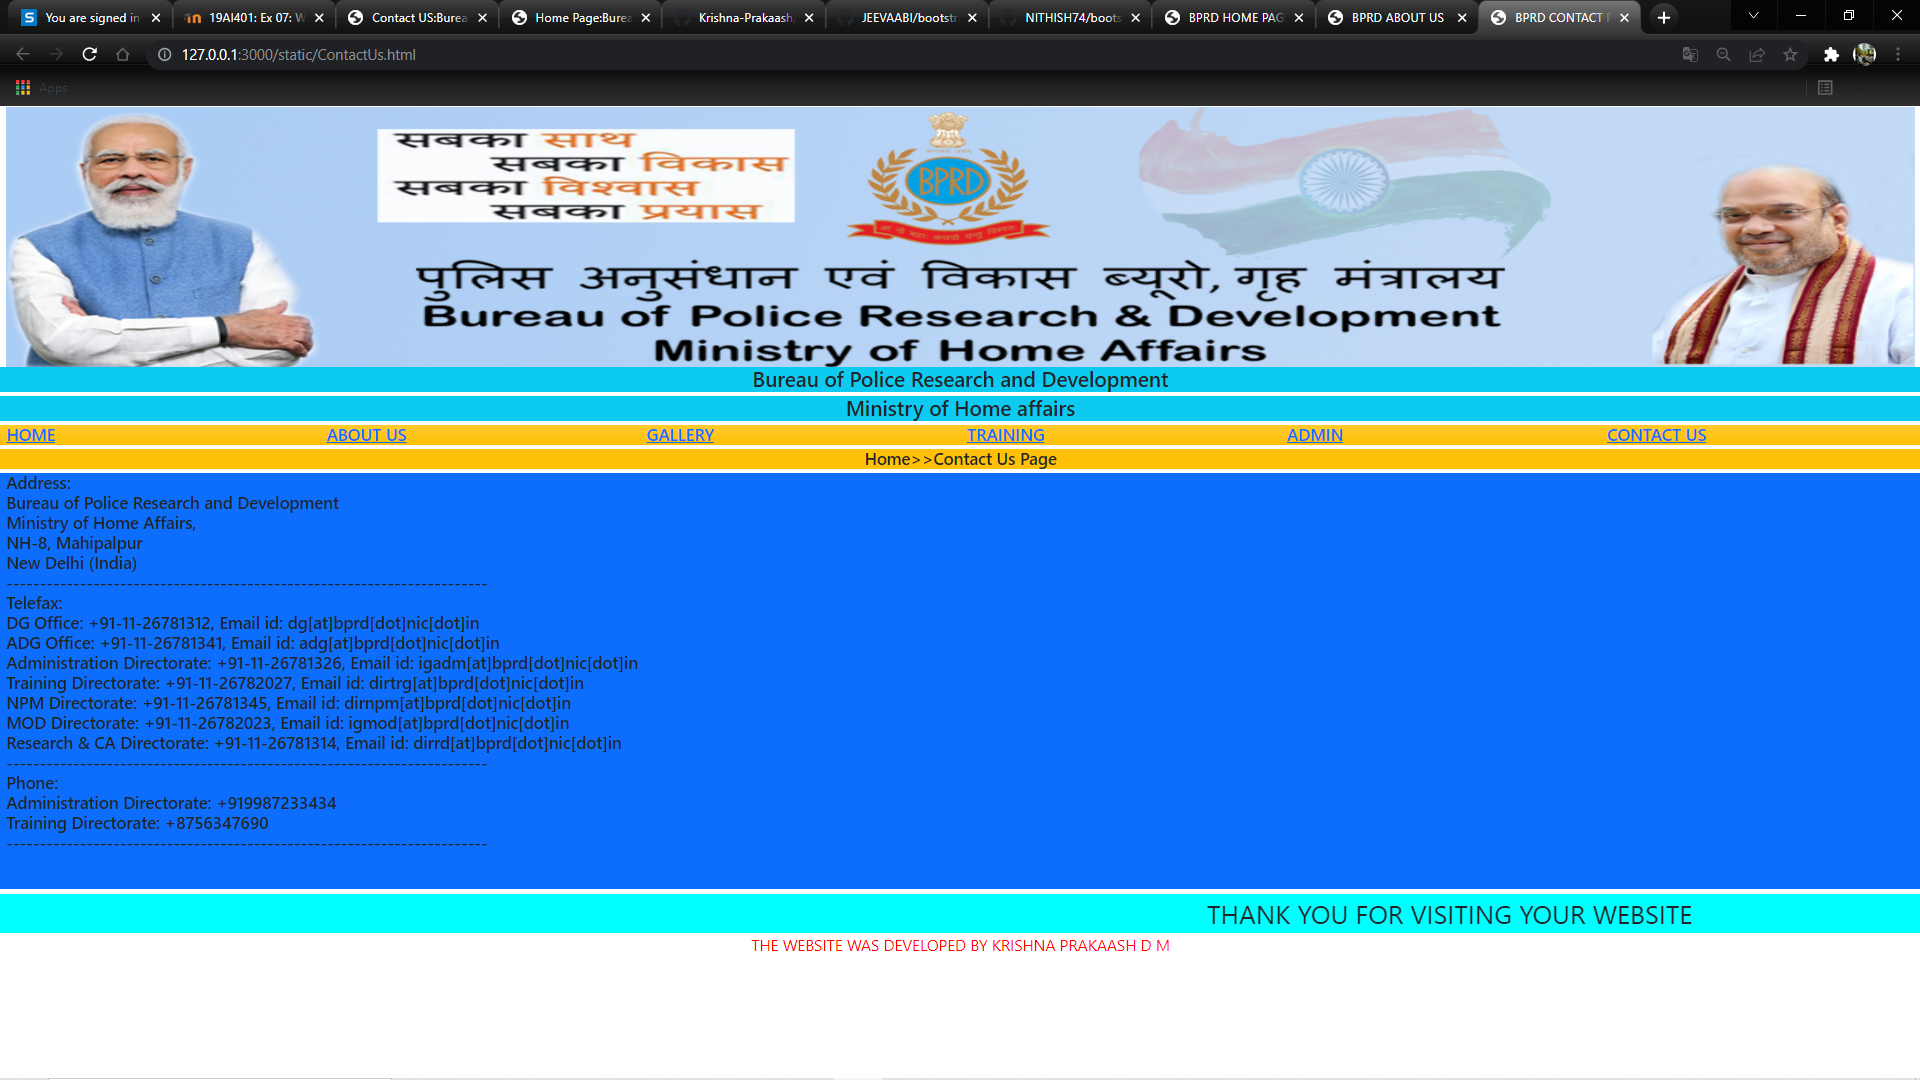 You are signed in
19AI401: Ex 07: W
Contact US:Burea
Home Page:Burea
Krishna-Prakaash
JEEVAABI/bootstr
NITHISH74/boots
BPRD HOME PAG
BPRD ABOUT US
BPRD CONTACT
127.0.0.1:3000/static/ContactUs.html
Apps
सबका साथ
सबका विकास
सबका विश्वास
सबका प्रयास
BPRD
पुलिस अनुसंधान एवं विकास ब्यूरो, गृह मंत्रालय
Bureau of Police Research & Development
Ministry of Home Affairs
Bureau of Police Research and Development
Ministry of Home affairs
HOME ABOUT US GALLERY TRAINING ADMIN CONTACT US
Home>>Contact Us Page
Address:
Bureau of Police Research and Development
Ministry of Home Affairs,
NH-8, Mahipalpur
New Delhi (India)
------------------------------------------------------------------------
Telefax:
DG Office: +91-11-26781312, Email id: dg[at]bprd[dot]nic[dot]in
ADG Office: +91-11-26781341, Email id: adg[at]bprd[dot]nic[dot]in
Administration Directorate: +91-11-26781326, Email id: igadm[at]bprd[dot]nic[dot]in
Training Directorate: +91-11-26782027, Email id: dirtrg[at]bprd[dot]nic[dot]in
NPM Directorate: +91-11-26781345, Email id: dirnpm[at]bprd[dot]nic[dot]in
MOD Directorate: +91-11-26782023, Email id: igmod[at]bprd[dot]nic[dot]in
Research & CA Directorate: +91-11-26781314, Email id: dirrd[at]bprd[dot]nic[dot]in
------------------------------------------------------------------------
Phone:
Administration Directorate: +919987233434
Training Directorate: +8756347690
------------------------------------------------------------------------
THANK YOU FOR VISITING YOUR WEBSITE
THE WEBSITE WAS DEVELOPED BY KRISHNA PRAKAASH D M